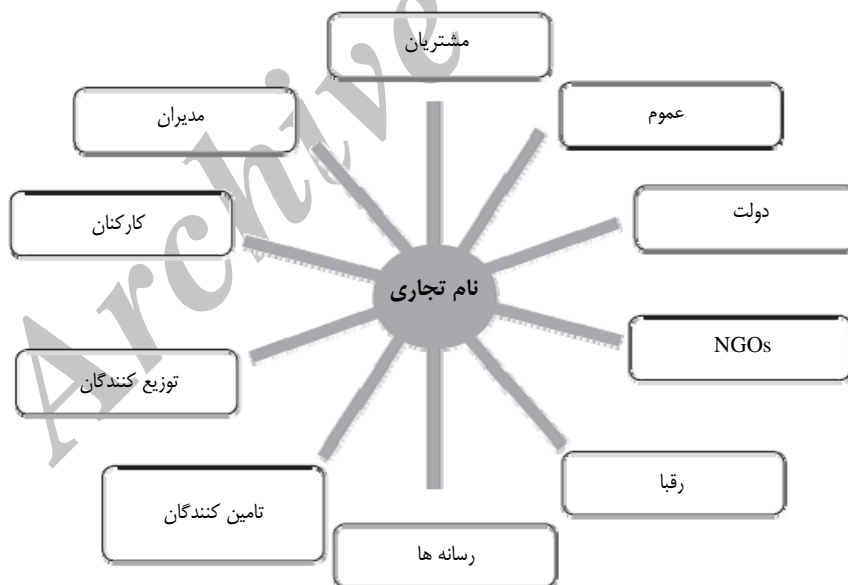 مشتریان
عموم
مدیران
دولت
کارکنان
نام تجاری
NGOs
توزیع کنندگان
رقبا
تامین کنندگان
رسانه ها
Archive